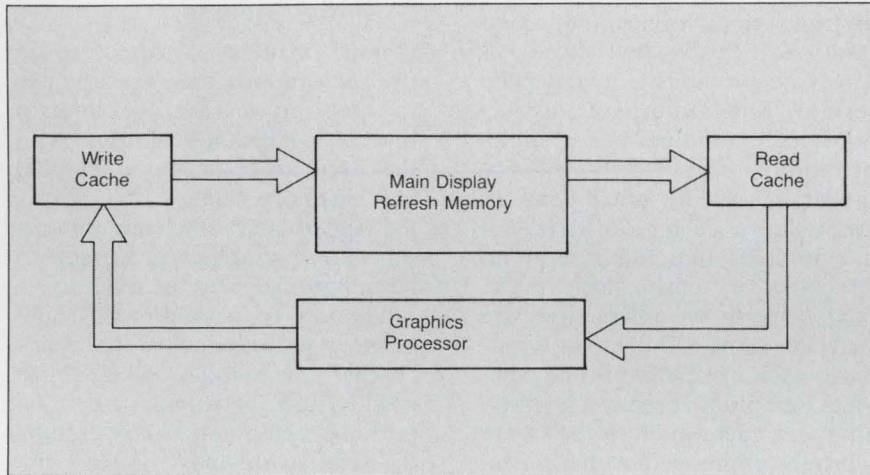 Write
Cache
Main Display
Refresh Memory
Read
Cache
Graphics
Processor